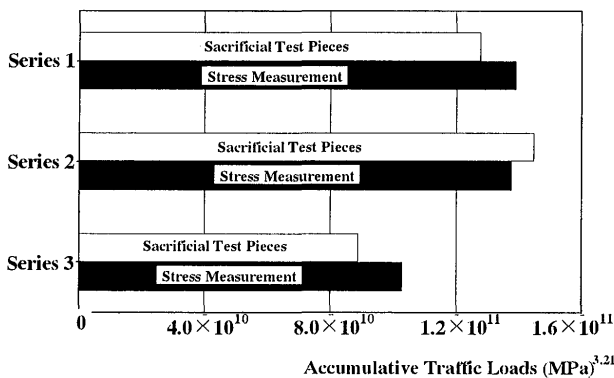 Sacrificial Test Pieces
Series 1
Stress Measurement
Sacrificial Test Pieces
Series 2
Stress Measurement
Sacrificial Test Pieces
Series 3
Stress Measurement
0 4.0×10¹⁰ 8.0×10¹⁰ 1.2×10¹¹ 1.6×10¹¹
Accumulative Traffic Loads (MPa)³·²¹